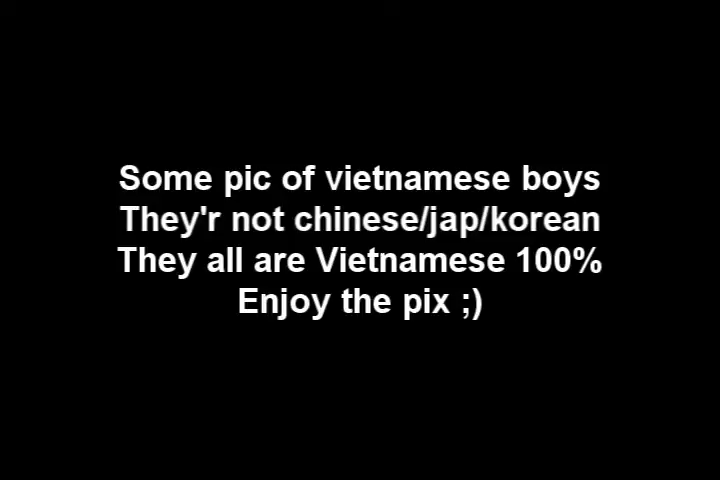 Some pic of vietnamese boys
They'r not chinese/jap/korean
They all are Vietnamese 100%
Enjoy the pix ;)